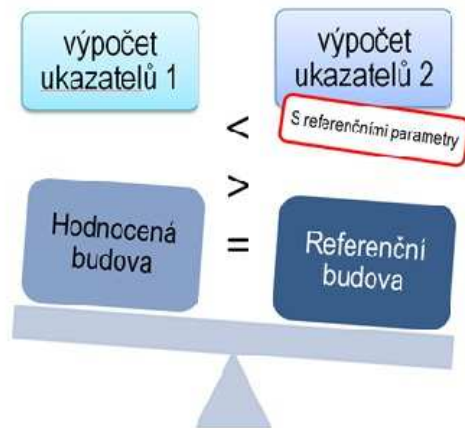 výpočet
ukazatelů 1
výpočet
ukazatelů 2
S referenčními parametry
<
>
=
Hodnocená
budova
Referenční
budova